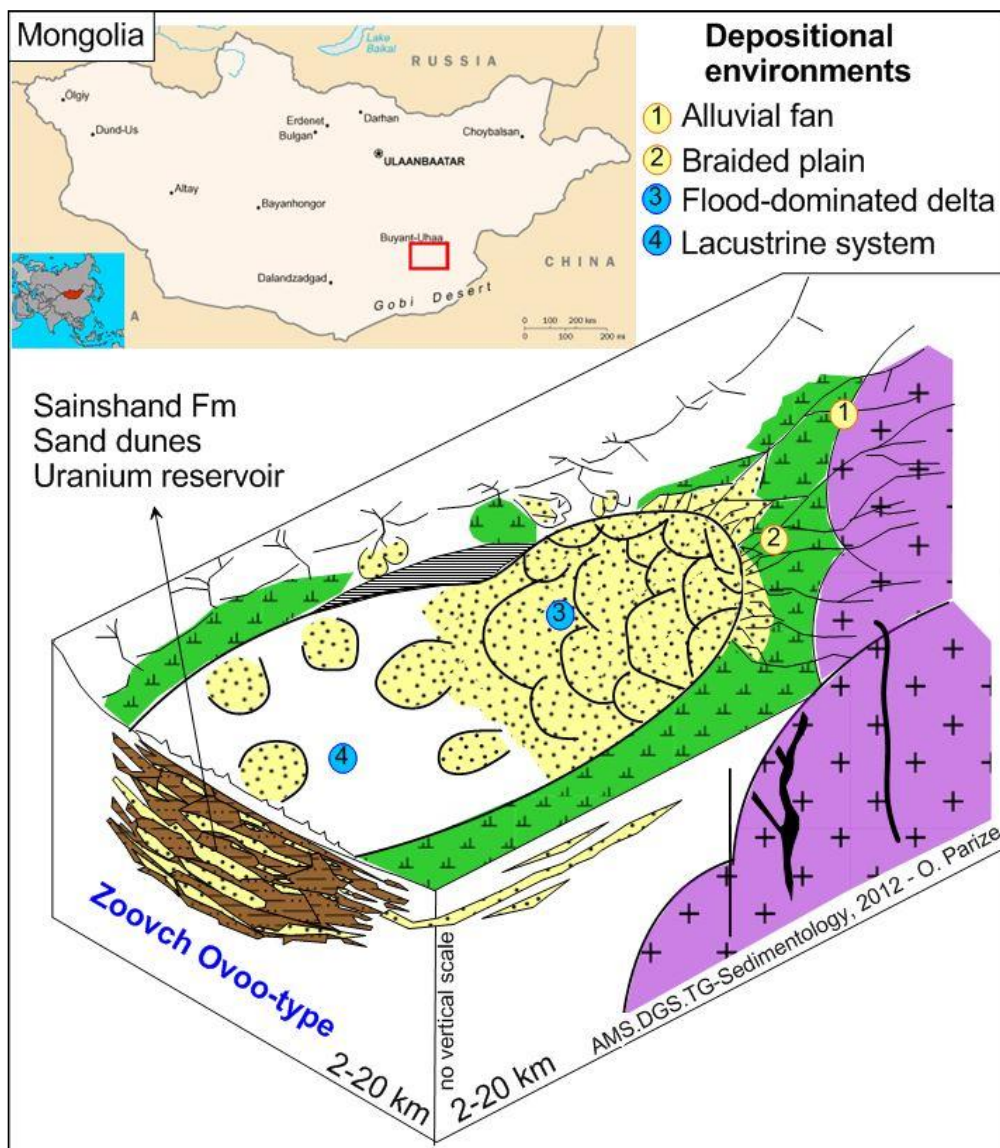 Mongolia
Lake
Baikal
RUSSIA
Ölgiy
Dund-Us
Erdenet
Bulgan
Darhan
Choybalsan
ULAANBAATAR
Altay
Bayanhongor
Buyant-Uhaa
Dalandzadgad
CHINA
Gobi Desert
0 100 200 km
0 100 200 mi
A
Depositional
environments
1 Alluvial fan
2 Braided plain
3 Flood-dominated delta
4 Lacustrine system
Sainshand Fm
Sand dunes
Uranium reservoir
1
2
3
4
Zoovch Ovoo-type
2-20 km
no vertical scale
2-20 km
AMS.DGS.TG-Sedimentology, 2012 - O. Parize